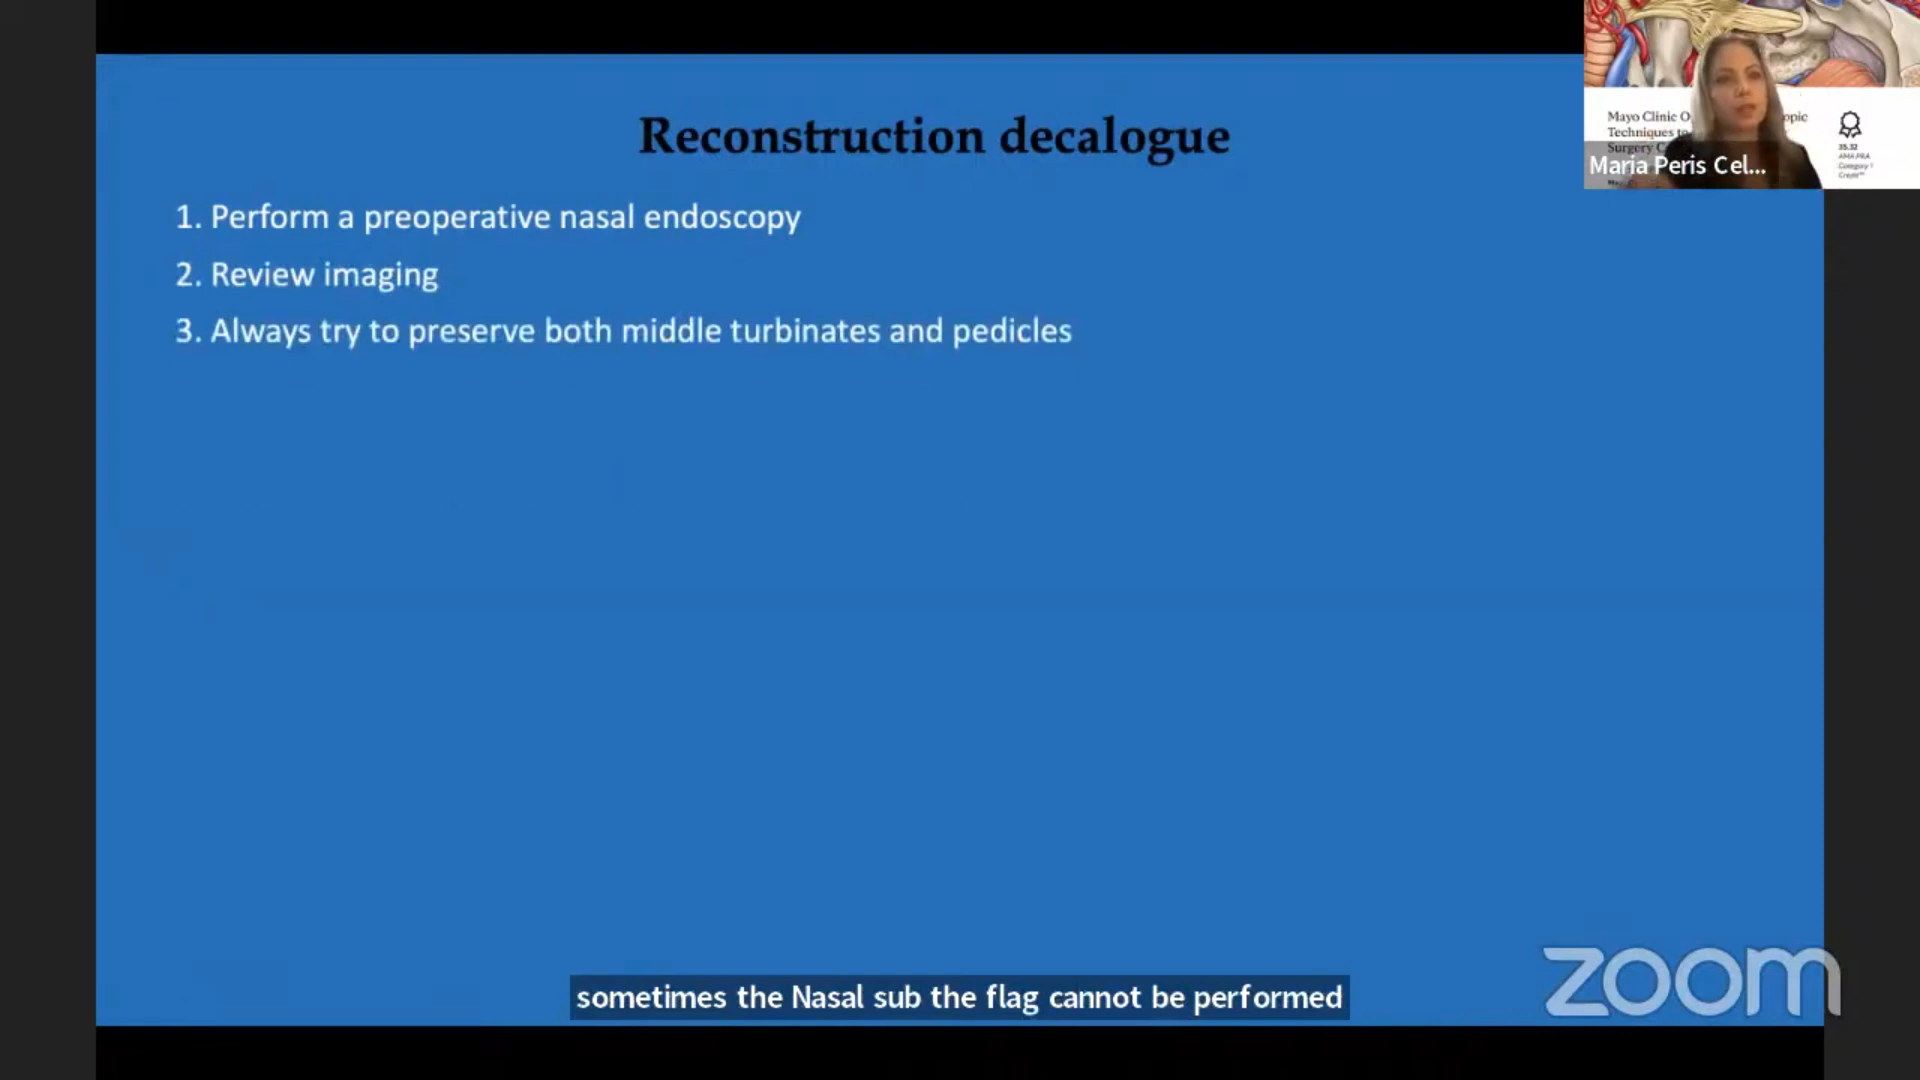 Reconstruction decalogue
1. Perform a preoperative nasal endoscopy
2. Review imaging
3. Always try to preserve both middle turbinates and pedicles
Mayo Clinic O opic
Techniques to
Surgery C
35.32
AMA PRA
Category 1
Credit™
Maria Peris Cel...
sometimes the Nasal sub the flag cannot be performed
zoom